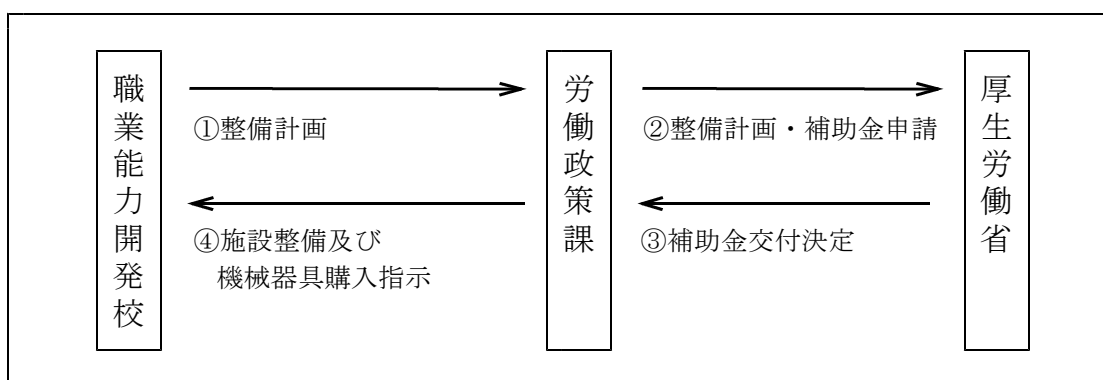 職業能力開発校
①整備計画
④施設整備及び
機械器具購入指示
労働政策課
②整備計画・補助金申請
③補助金交付決定
厚生労働省